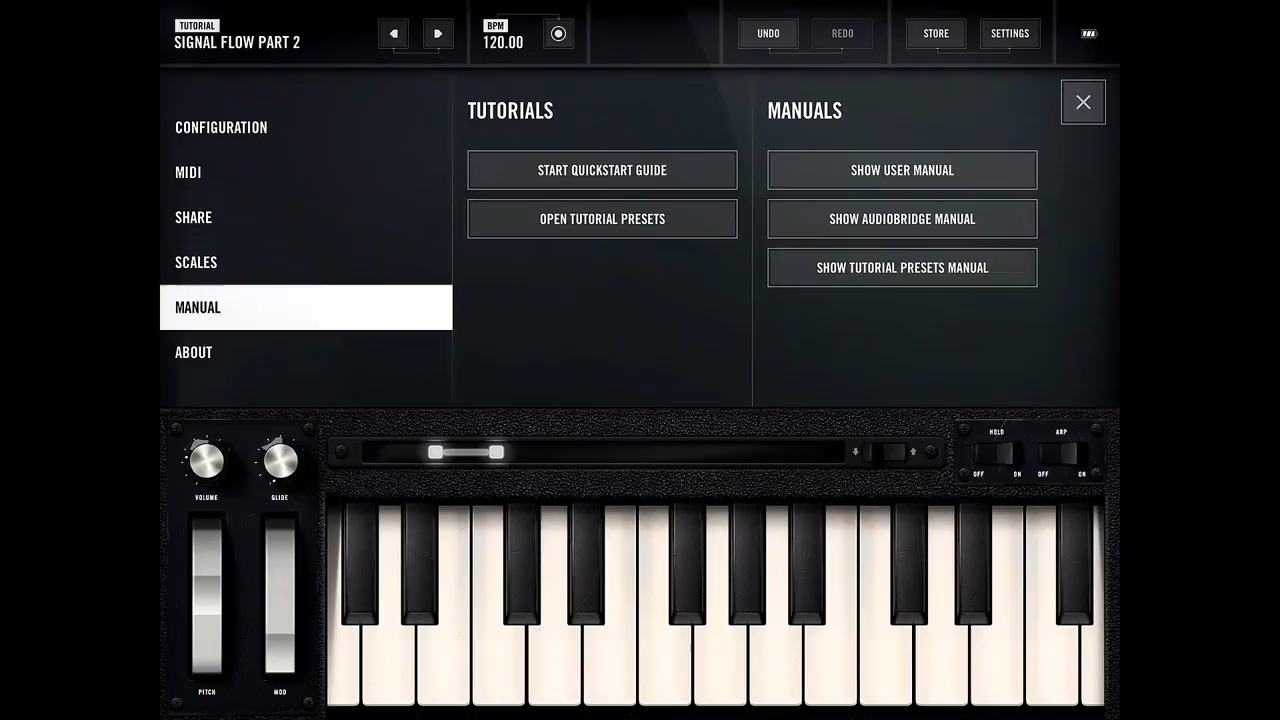 TUTORIAL
SIGNAL FLOW PART 2
BPM
120.00
UNDO
REDO
STORE
SETTINGS
CONFIGURATION
MIDI
SHARE
SCALES
MANUAL
ABOUT
TUTORIALS
START QUICKSTART GUIDE
OPEN TUTORIAL PRESETS
MANUALS
SHOW USER MANUAL
SHOW AUDIOBRIDGE MANUAL
SHOW TUTORIAL PRESETS MANUAL
VOLUME
GLIDE
HOLD
ARP
OFF
ON
OFF
ON
PITCH
MOD